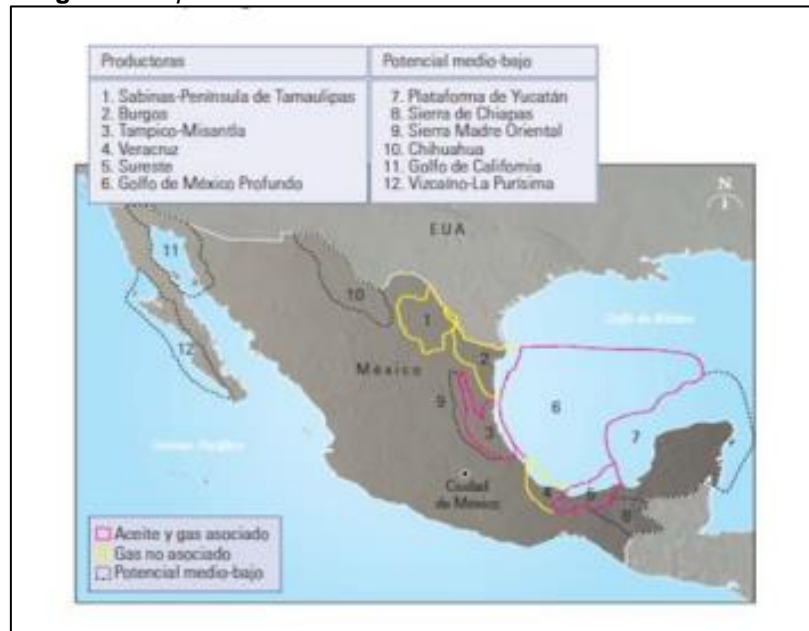 Productoras
1. Sabinas-Península de Tamaulipas
2. Burgos
3. Tampico-Misantla
4. Veracruz
5. Sureste
6. Golfo de México Profundo
Potencial medio-bajo
7. Plataforma de Yucatán
8. Sierra de Chiapas
9. Sierra Madre Oriental
10. Chihuahua
11. Golfo de California
12. Vizcaíno-La Purísima
N
EUA
11
10
1
12
México
2
9
6
3
7
Ciudad
de México
4
5
8
Golfo de México
Aceite y gas asociado
Gas no asociado
Potencial medio-bajo